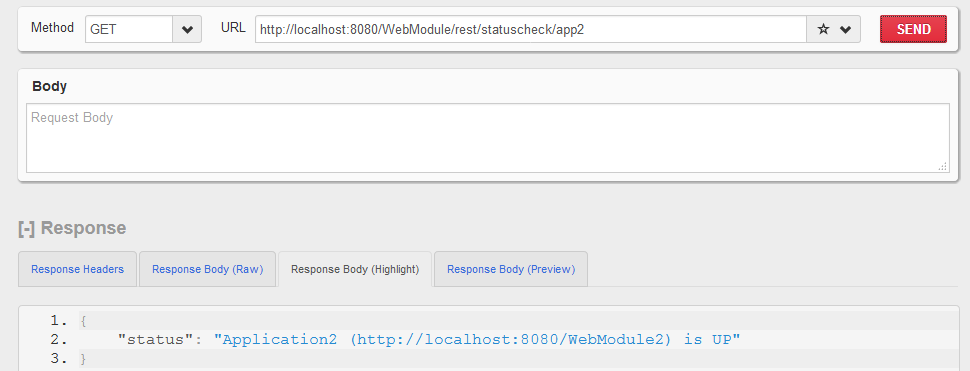 Method GET URL http://localhost:8080/WebModule/rest/statuscheck/app2 SEND
Body
Request Body
[-] Response
Response Headers Response Body (Raw) Response Body (Highlight) Response Body (Preview)
1. {
2. "status": "Application2 (http://localhost:8080/WebModule2) is UP"
3. }